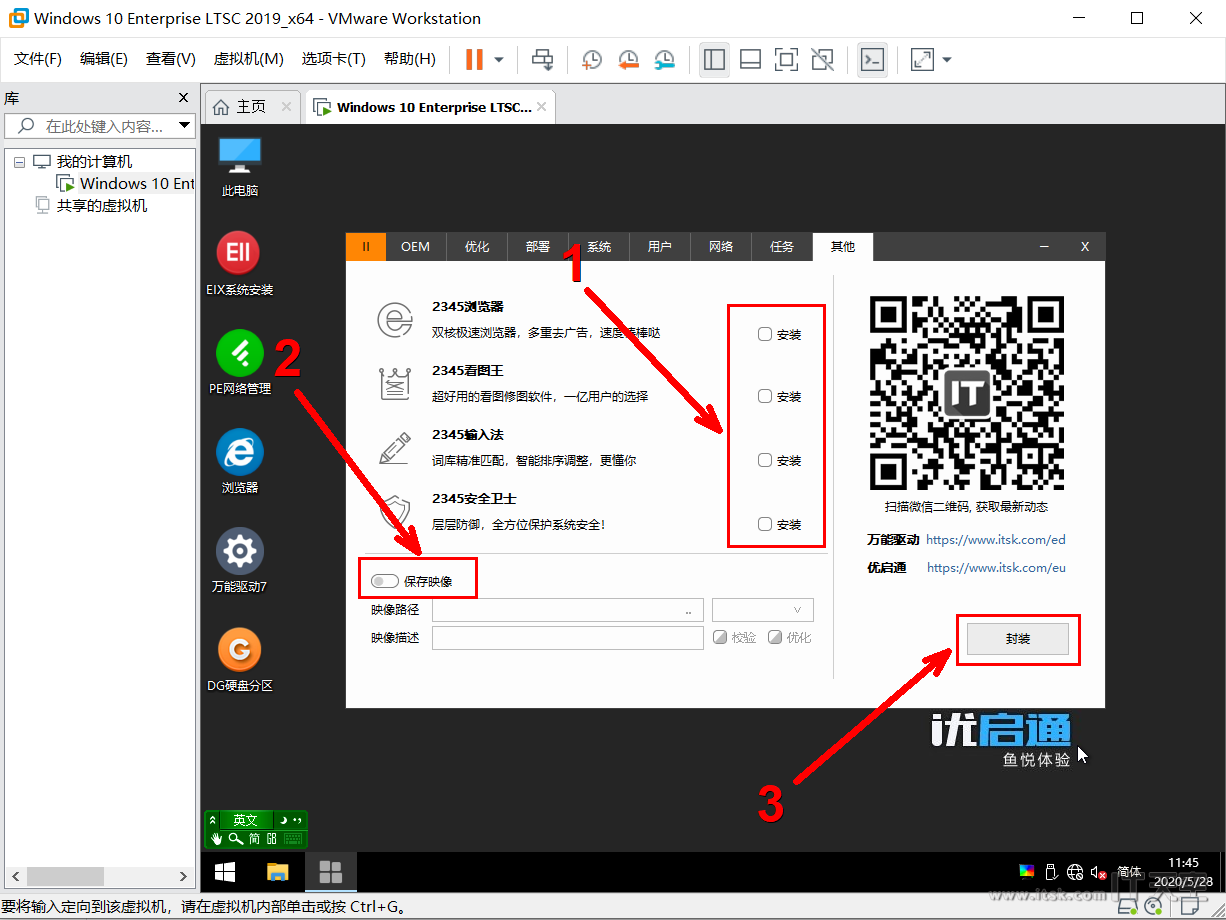 Windows 10 Enterprise LTSC 2019_x64 - VMware Workstation
文件(F) 编辑(E) 查看(V) 虚拟机(M) 选项卡(T) 帮助(H)
库
在此处键入内容...
我的计算机
Windows 10 Ent
共享的虚拟机
主页
Windows 10 Enterprise LTSC...
此电脑
EII
EIX系统安装
PE网络管理
浏览器
万能驱动7
G
DG硬盘分区
OEM 优化 部署 系统 用户 网络 任务 其他
X
1
2
3
2345浏览器
双核极速浏览器，多重去广告，速度棒棒哒
安装
2345看图王
超好用的看图修图软件，一亿用户的选择
安装
2345输入法
词库精准匹配，智能排序调整，更懂你
安装
2345安全卫士
层层防御，全方位保护系统安全！
安装
保存映像
映像路径
..
映像描述
校验 优化
IT
扫描微信二维码, 获取最新动态
万能驱动 https://www.itsk.com/ed
优启通 https://www.itsk.com/eu
封装
优启通
鱼悦体验
英文
简
简体
11:45
2020/5/28
www.itsk.com IT天空
要将输入定向到该虚拟机，请在虚拟机内部单击或按 Ctrl+G。